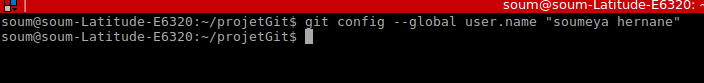 soum@soum-Latitude-E6320: ~
soum@soum-Latitude-E6320:~/projetGit$ git config --global user.name "soumeya hernane"
soum@soum-Latitude-E6320:~/projetGit$